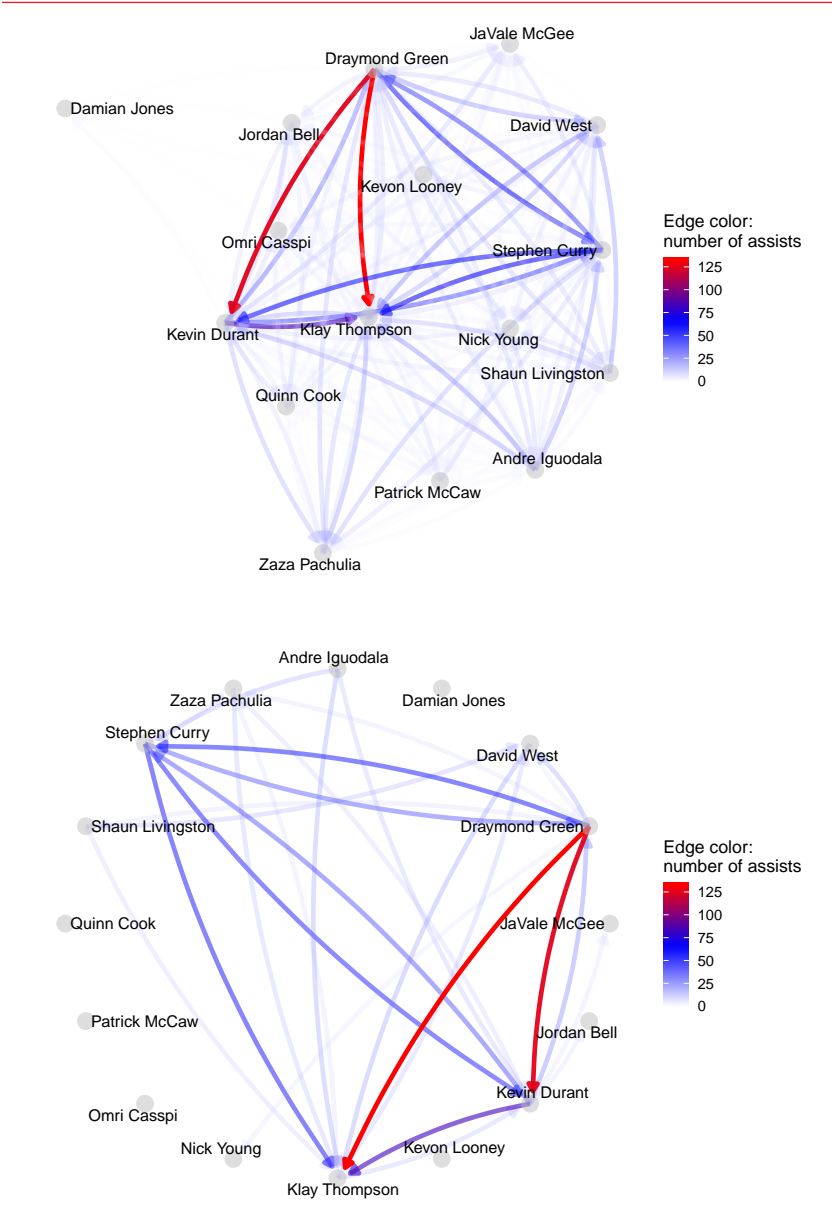 JaVale McGee
Draymond Green
Damian Jones
David West
Jordan Bell
Kevon Looney
Omri Casspi
Stephen Curry
Kevin Durant
Klay Thompson
Nick Young
Shaun Livingston
Quinn Cook
Andre Iguodala
Patrick McCaw
Zaza Pachulia
Edge color:
number of assists
125
100
75
50
25
0
Andre Iguodala
Zaza Pachulia
Damian Jones
Stephen Curry
David West
Shaun Livingston
Draymond Green
Quinn Cook
JaVale McGee
Patrick McCaw
Jordan Bell
Kevin Durant
Omri Casspi
Nick Young
Kevon Looney
Klay Thompson
Edge color:
number of assists
125
100
75
50
25
0